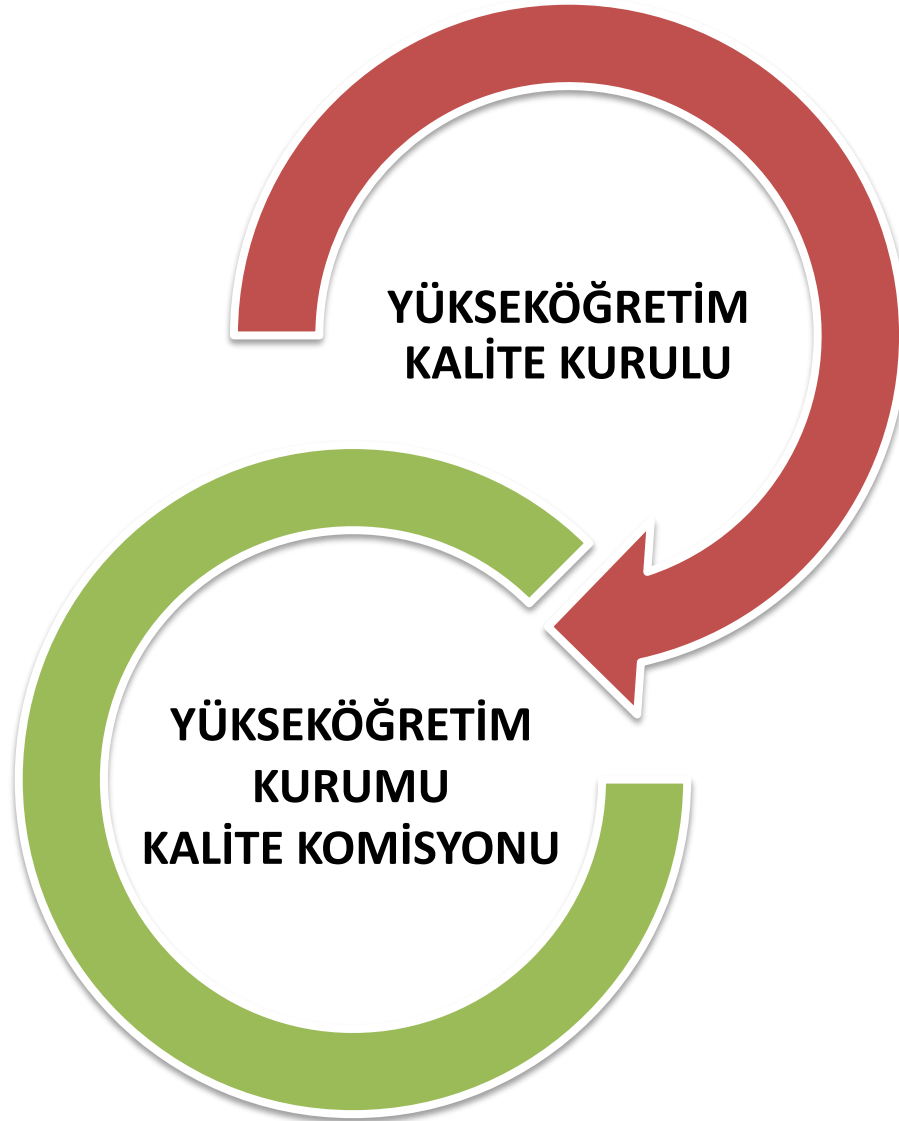 YÜKSEKÖĞRETİM
KALİTE KURULU
YÜKSEKÖĞRETİM
KURUMU
KALİTE KOMİSYONU